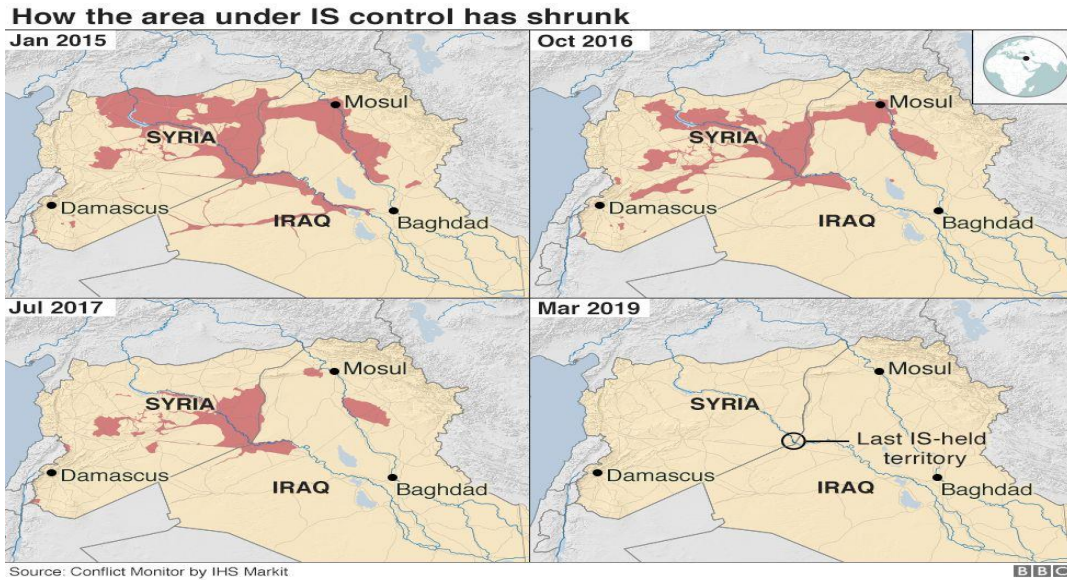 How the area under IS control has shrunk
Jan 2015
Mosul
SYRIA
Damascus
IRAQ
Baghdad
Oct 2016
Mosul
SYRIA
Damascus
IRAQ
Baghdad
Jul 2017
Mosul
SYRIA
Damascus
IRAQ
Baghdad
Mar 2019
Mosul
SYRIA
Last IS-held
territory
Damascus
IRAQ
Baghdad
Source: Conflict Monitor by IHS Markit
BBC